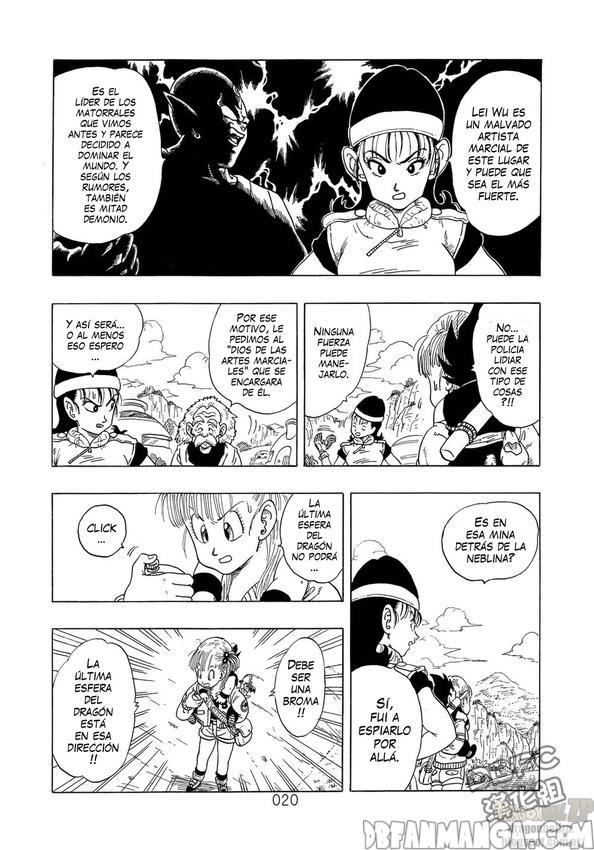 LEI WU ES
UN MALVADO
ARTISTA
MARCIAL
DE ESTE
LUGAR Y
PUEDE QUE
SEA EL MÁS
FUERTE.
ES EL
LÍDER DE LOS
MATORRALES
QUE VIMOS
ANTES Y PARECE
DECIDIDO A
DOMINAR EL
MUNDO. Y
SEGÚN LOS
RUMORES,
TAMBIÉN
ES MITAD
DEMONIO.
NO...
PUEDE LA
POLICIA
LIDIAR
CON ESE
TIPO DE
COSAS
?!!
NINGUNA
FUERZA
PUEDE
MANE-
JARLO.
POR ESE
MOTIVO, LE
PEDIMOS AL
"DIOS DE LAS
ARTES MARCIA-
LES" QUE SE
ENCARGARA
DE ÉL.
Y ASÍ SERÁ...
O AL MENOS
ESO ESPERO
...
ES EN
ESA MINA
DETRÁS DE LA
NEBLINA?
SÍ,
FUI A
ESPIARLO
POR
ALLÁ.
LA
ÚLTIMA
ESFERA
DEL
DRAGÓN
NO PODRÁ
...
CLICK
...
DEBE
SER UNA
BROMA
!!
LA
ÚLTIMA
ESFERA
DEL
DRAGÓN
ESTÁ
EN ESA
DIRECCIÓN
!!
020
DBFANMANGA.COM